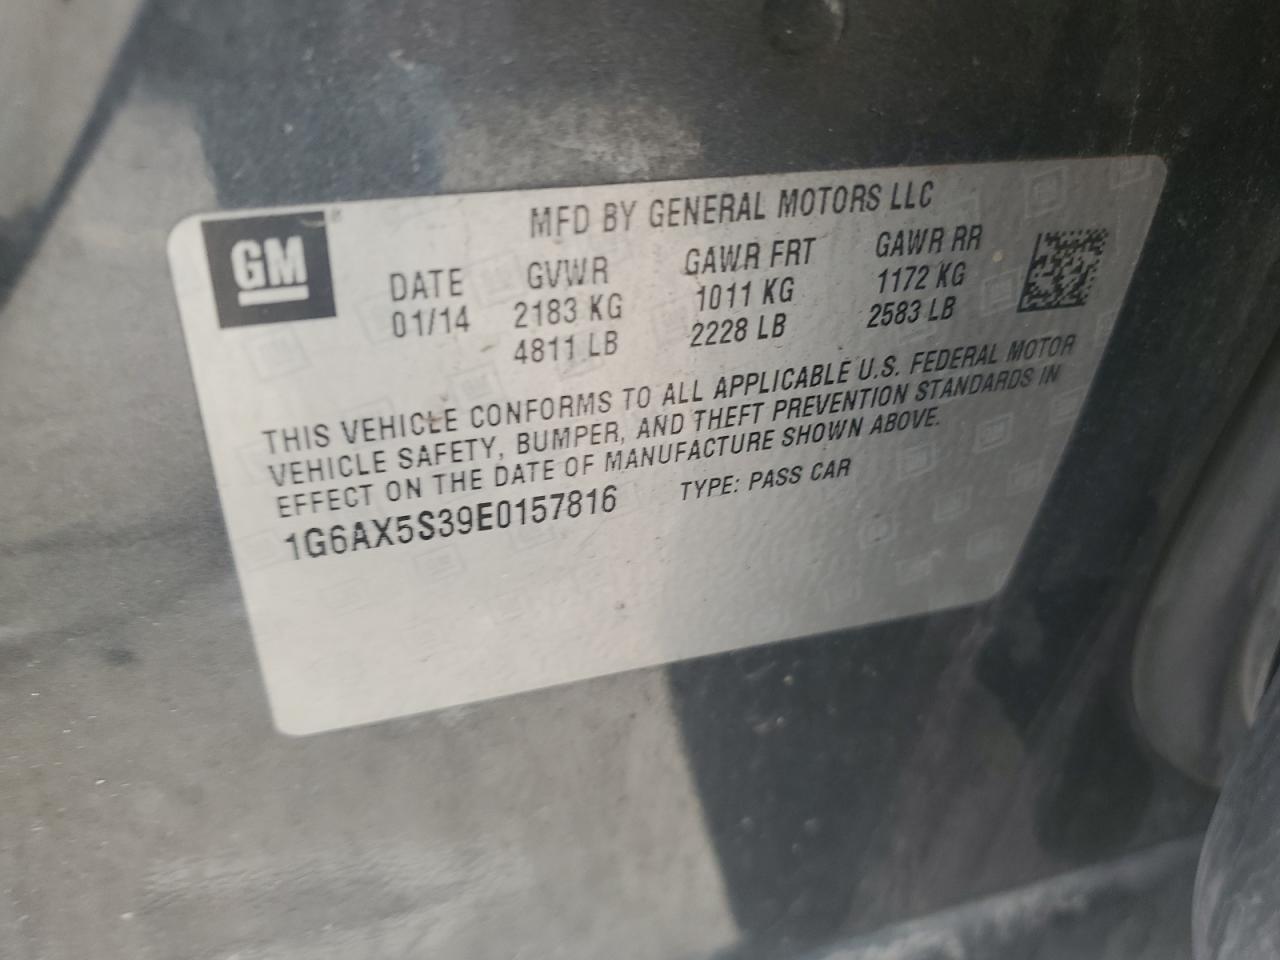 GM
MFD BY GENERAL MOTORS LLC
DATE GVWR GAWR FRT GAWR RR
01/14 2183 KG 1011 KG 1172 KG
4811 LB 2228 LB 2583 LB
THIS VEHICLE CONFORMS TO ALL APPLICABLE U.S. FEDERAL MOTOR
VEHICLE SAFETY, BUMPER, AND THEFT PREVENTION STANDARDS IN
EFFECT ON THE DATE OF MANUFACTURE SHOWN ABOVE.
1G6AX5S39E0157816 TYPE: PASS CAR